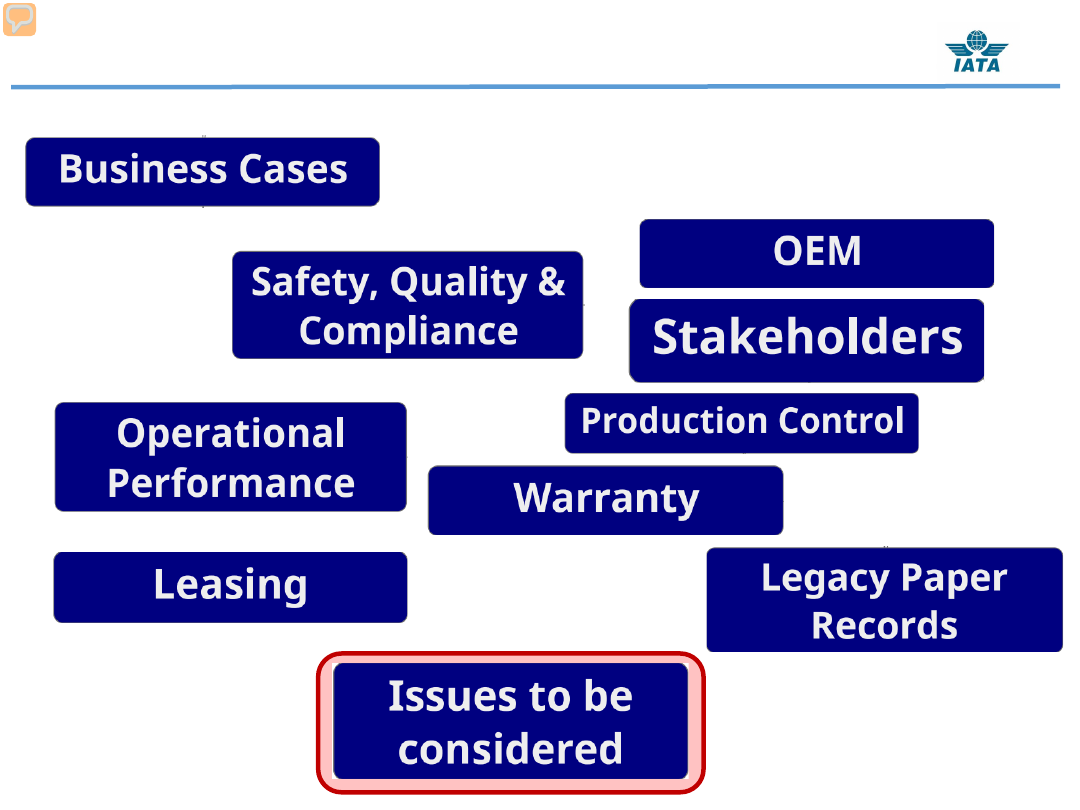 IATA
Business Cases
OEM
Safety, Quality &
Compliance
Stakeholders
Production Control
Operational
Performance
Warranty
Leasing
Legacy Paper
Records
Issues to be
considered